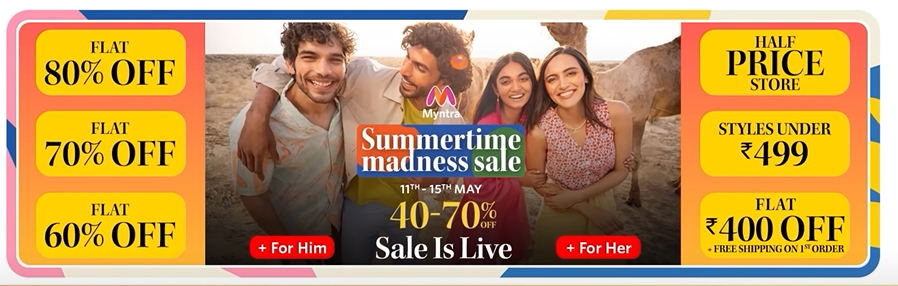 FLAT
80% OFF
FLAT
70% OFF
FLAT
60% OFF
Myntra
Summertime
madness sale
11TH - 15TH MAY
40-70% OFF
Sale Is Live
+ For Him
+ For Her
HALF
PRICE
STORE
STYLES UNDER
₹499
FLAT
₹400 OFF
+ FREE SHIPPING ON 1ST ORDER